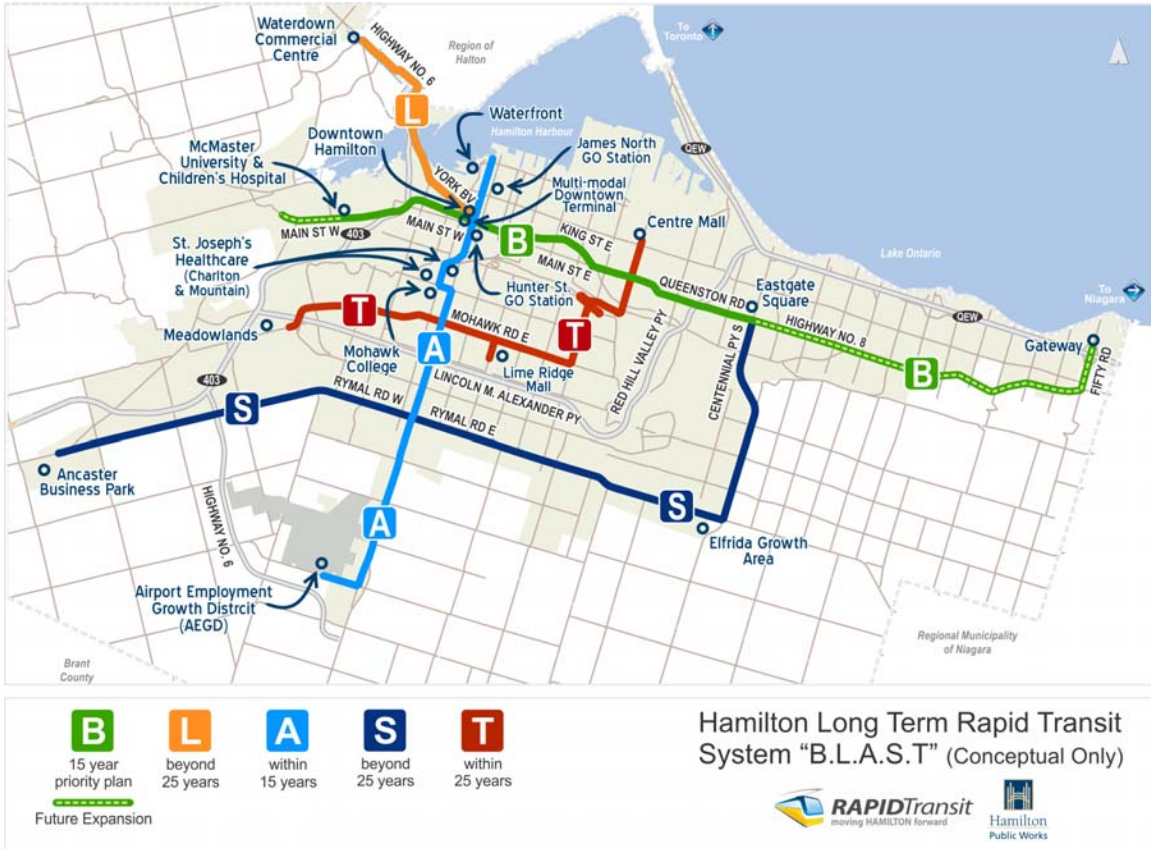 Waterdown
Commercial
Centre
HIGHWAY NO. 6
Region of
Halton
To
Toronto
L
Waterfront
Hamilton Harbour
Downtown
Hamilton
James North
GO Station
QEW
McMaster
University &
Children's Hospital
YORK BV
Multi-modal
Downtown
Terminal
Centre Mall
MAIN ST W
403
MAIN ST W
B
KING ST E
MAIN ST E
Lake Ontario
St. Joseph's
Healthcare
(Charlton
& Mountain)
Hunter St.
GO Station
QUEENSTON RD
Eastgate
Square
To
Niagara
QEW
T
Meadowlands
MOHAWK RD E
T
HIGHWAY NO. 8
Gateway
A
Mohawk
College
Lime Ridge
Mall
RED HILL VALLEY PY
CENTENNIAL PY S
B
FIFTY RD
403
LINCOLN M. ALEXANDER PY
S
RYMAL RD W
RYMAL RD E
Ancaster
Business Park
HIGHWAY NO. 6
A
S
Elfrida Growth
Area
Airport Employment
Growth Distrcit
(AEGD)
Brant
County
Regional Municipality
of Niagara
B
15 year
priority plan
L
beyond
25 years
A
within
15 years
S
beyond
25 years
T
within
25 years
Future Expansion
Hamilton Long Term Rapid Transit
System “B.L.A.S.T” (Conceptual Only)
RAPIDTransit
moving HAMILTON forward
Hamilton
Public Works